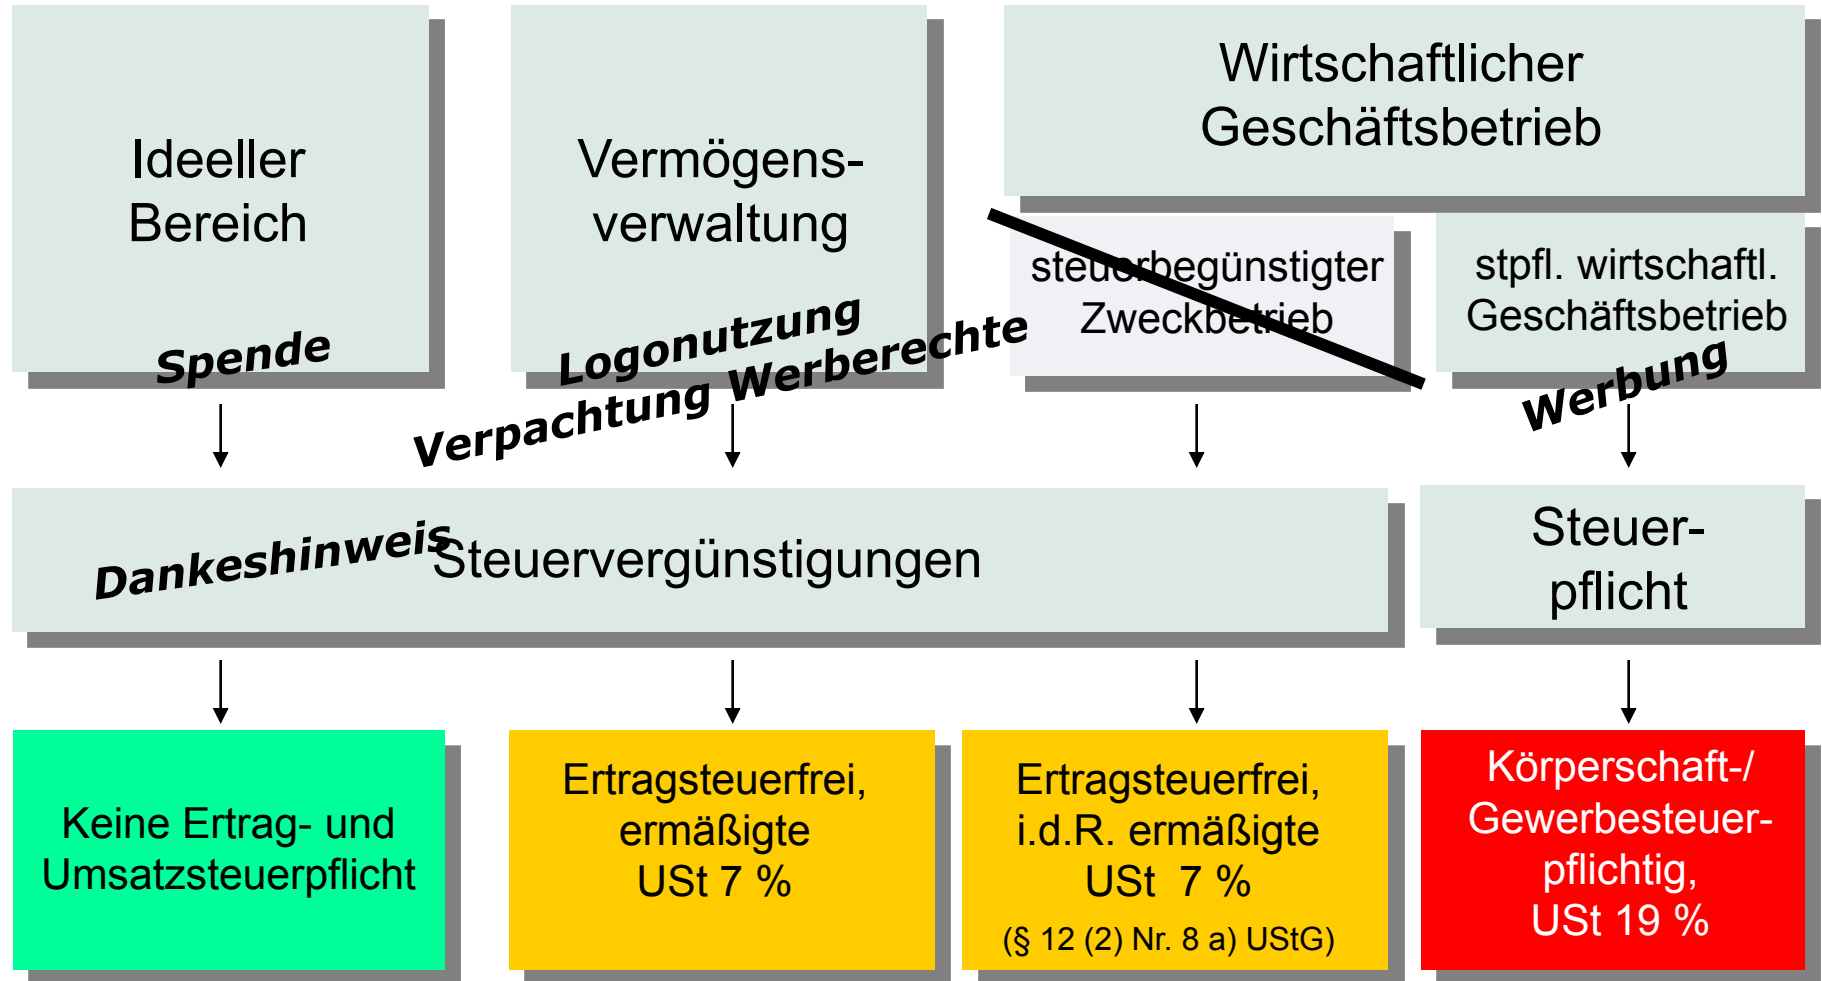 Ideeller
Bereich
Spende
Vermögens-
verwaltung
Logonutzung
Verpachtung Werberechte
Wirtschaftlicher
Geschäftsbetrieb
steuerbegünstigter
Zweckbetrieb
stpfl. wirtschaftl.
Geschäftsbetrieb
Werbung
Dankeshinweis
Steuervergünstigungen
Steuer-
pflicht
Keine Ertrag- und
Umsatzsteuerpflicht
Ertragsteuerfrei,
ermäßigte
USt 7 %
Ertragsteuerfrei,
i.d.R. ermäßigte
USt 7 %
(§ 12 (2) Nr. 8 a) UStG)
Körperschaft-/
Gewerbesteuer-
pflichtig,
USt 19 %